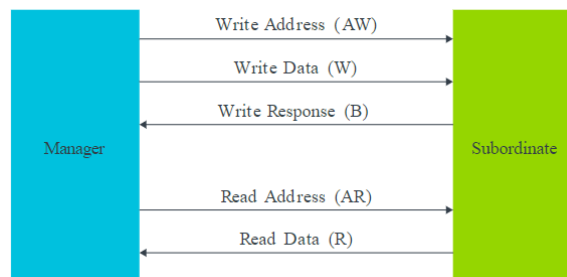 Write Address (AW)
Write Data (W)
Write Response (B)
Manager
Subordinate
Read Address (AR)
Read Data (R)